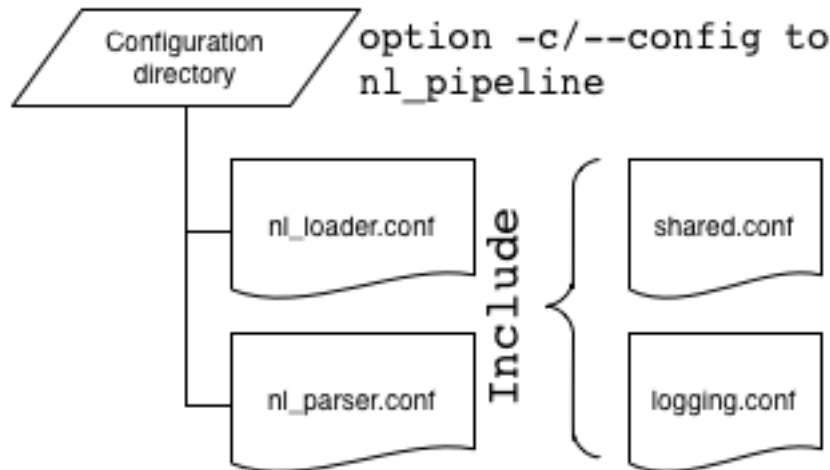 Configuration
directory
option -c/--config to
nl_pipeline
nl_loader.conf
Include
shared.conf
nl_parser.conf
logging.conf